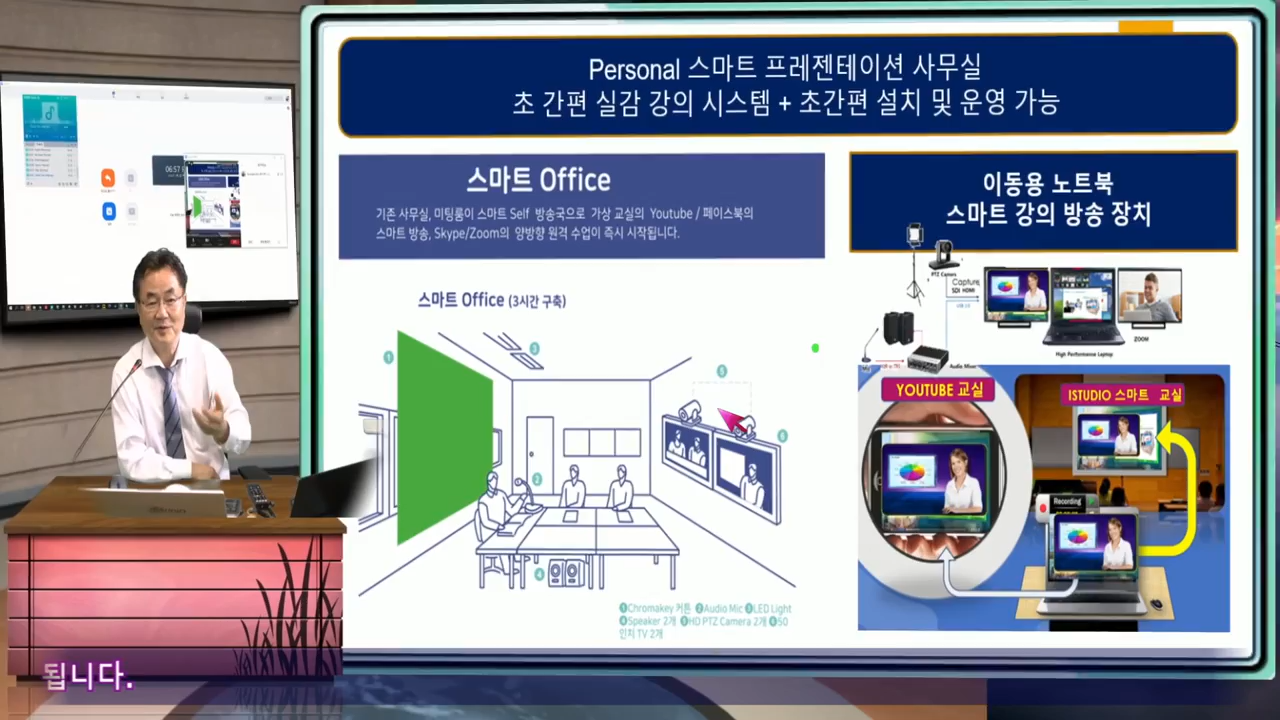 Personal 스마트 프레젠테이션 사무실
초 간편 실감 강의 시스템 + 초간편 설치 및 운영 가능
스마트 Office
기존 사무실, 미팅룸이 스마트 Self 방송국으로 가상 교실의 Youtube / 페이스북의
스마트 방송, Skype/Zoom의 양방향 원격 수업이 즉시 시작됩니다.
이동용 노트북
스마트 강의 방송 장치
스마트 Office (3시간 구축)
1
3
5
6
2
4
❶Chromakey 커튼 ❷Audio Mic ❸LED Light
❹Speaker 2개 ❺HD PTZ Camera 2개 ❻50
인치 TV 2개
PTZ Camera
Capture
SDI HDMI
ZOOM
High Performance Laptop
YOUTUBE 교실
ISTUDIO 스마트 교실
Recording
06:57
됩니다.